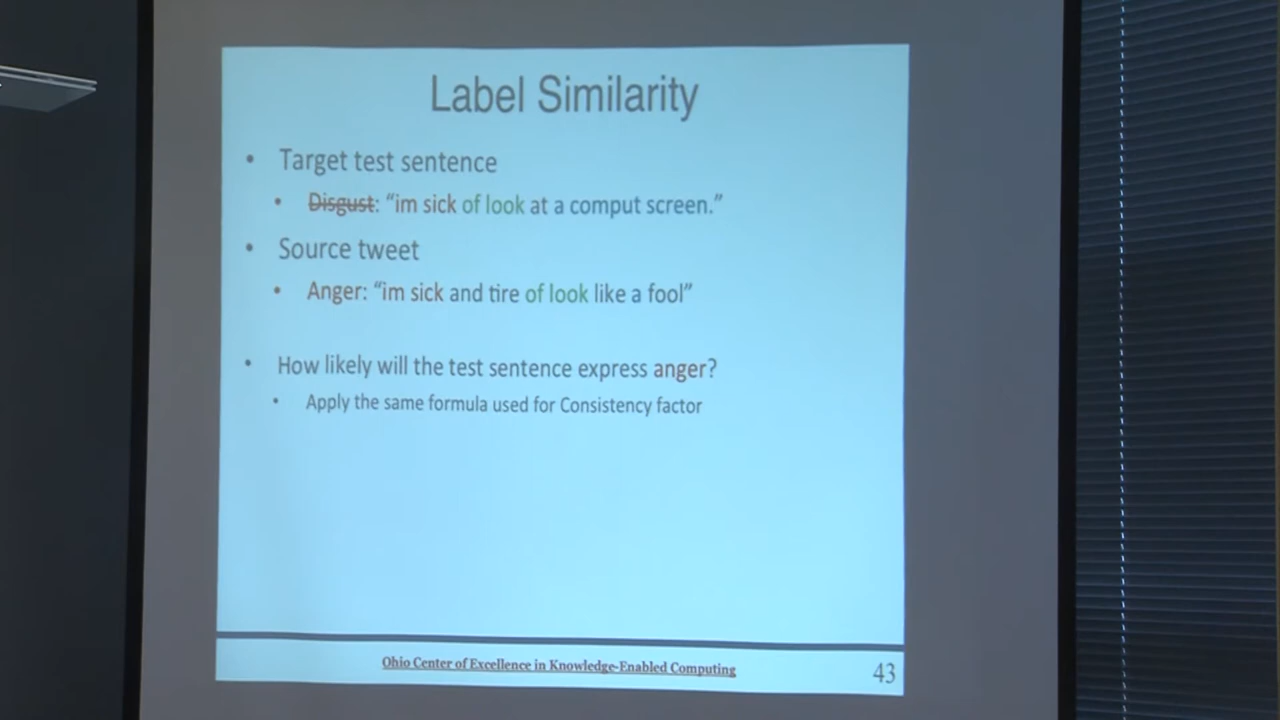 Label Similarity
• Target test sentence
• Disgust: “im sick of look at a comput screen.”
• Source tweet
• Anger: “im sick and tire of look like a fool”
• How likely will the test sentence express anger?
• Apply the same formula used for Consistency factor
Ohio Center of Excellence in Knowledge-Enabled Computing
43